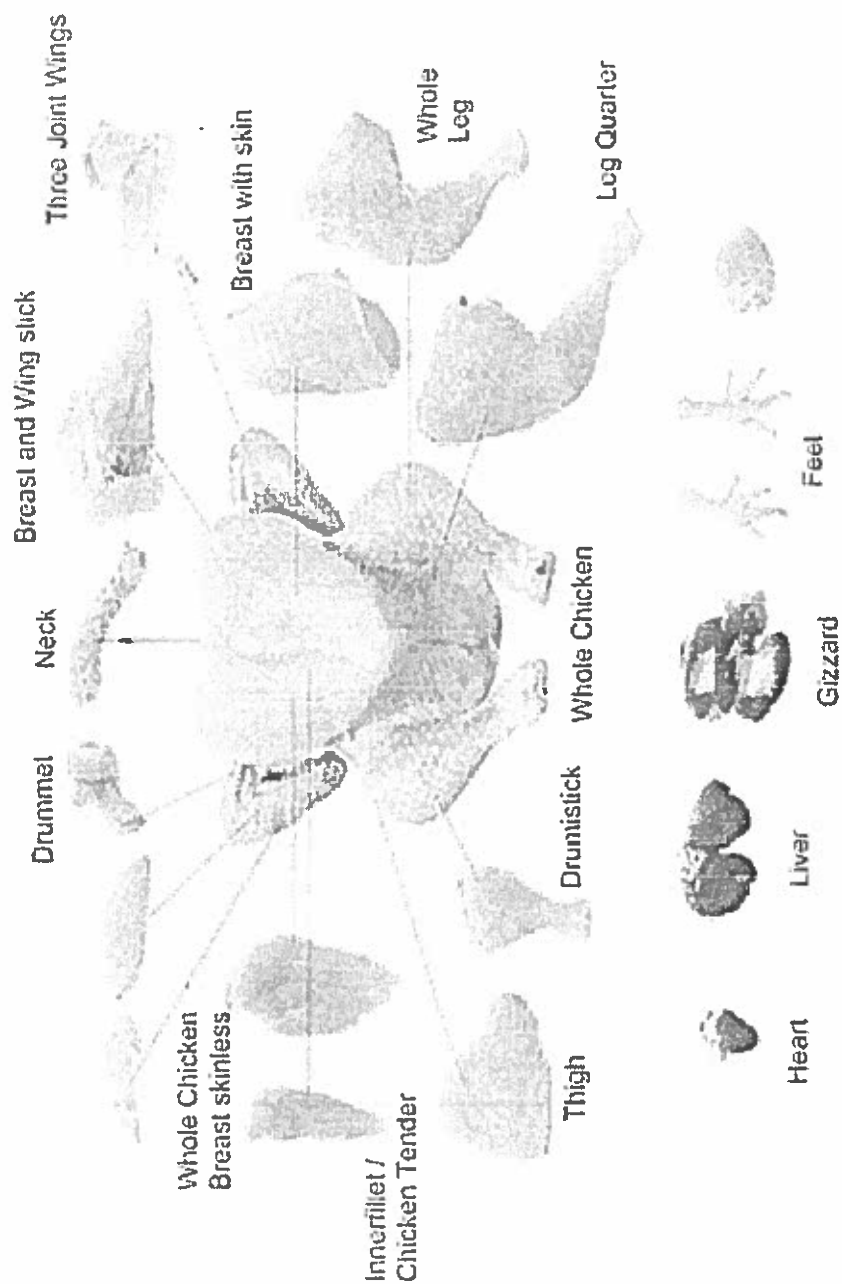 Drummel
Neck
Breast and Wing stick
Three Joint Wings
Whole Chicken
Breast skinless
Breast with skin
Innerfillet /
Chicken Tender
Whole
Leg
Thigh
Drumistick
Whole Chicken
Leg Quarter
Heart
Liver
Gizzard
Feel